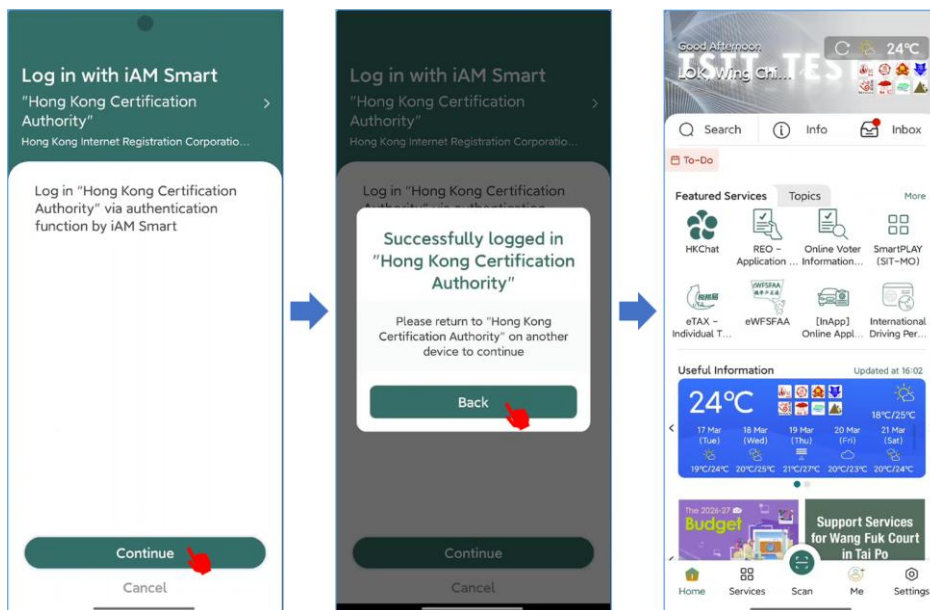 Log in with iAM Smart
"Hong Kong Certification
Authority"
Hong Kong Internet Registration Corporatio...
Log in "Hong Kong Certification
Authority" via authentication
function by iAM Smart
Continue
Cancel
Log in with iAM Smart
"Hong Kong Certification
Authority"
Hong Kong Internet Registration Corporatio...
Log in "Hong Kong Certification
Authority" via authentication
Successfully logged in
"Hong Kong Certification
Authority"
Please return to "Hong Kong
Certification Authority" on another
device to continue
Back
Continue
Cancel
Good Afternoon
LOK, Wing Chi...
24°C
Search
Info
Inbox
To-Do
Featured Services
Topics
More
HKChat
REO –
Application ...
Online Voter
Information...
SmartPLAY
(SIT-MO)
eTAX –
Individual T...
eWFSFAA
[InApp]
Online Appl...
International
Driving Per...
Useful Information
Updated at 16:02
24°C
18°C/25°C
17 Mar
(Tue)
18 Mar
(Wed)
19 Mar
(Thu)
20 Mar
(Fri)
21 Mar
(Sat)
19°C/24°C
20°C/25°C
21°C/27°C
20°C/23°C
20°C/24°C
The 2026-27
Budget
Support Services
for Wang Fuk Court
in Tai Po
Home
Services
Scan
Me
Settings